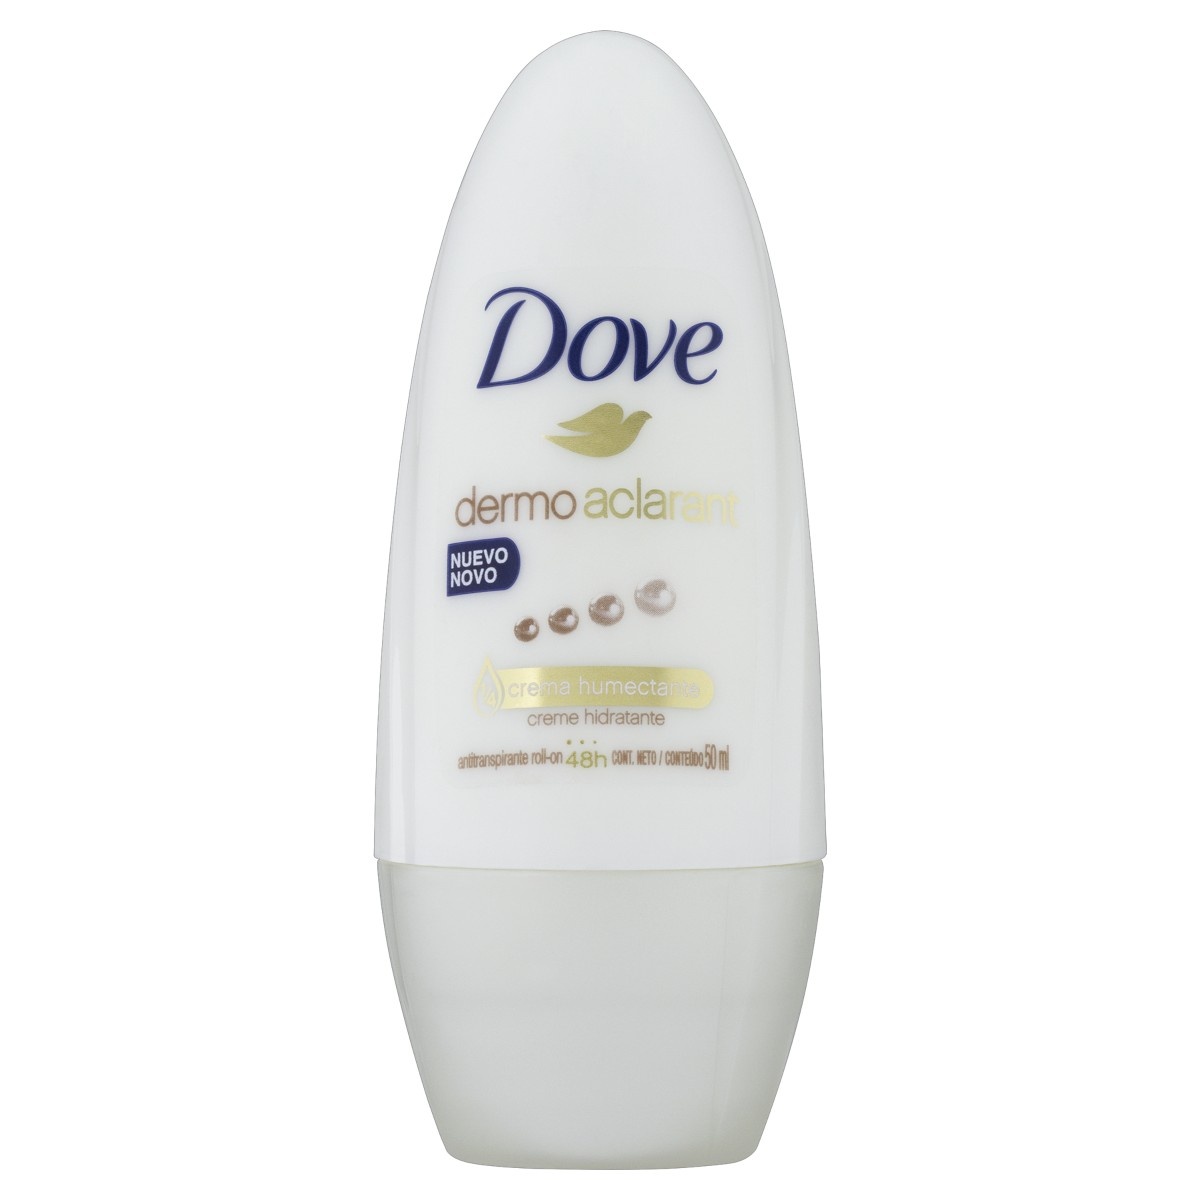 Dove
dermo aclarant
NUEVO
NOVO
crema humectante
creme hidratante
antitranspirante roll-on 48h CONT. NETO / CONTEÚDO 50 ml